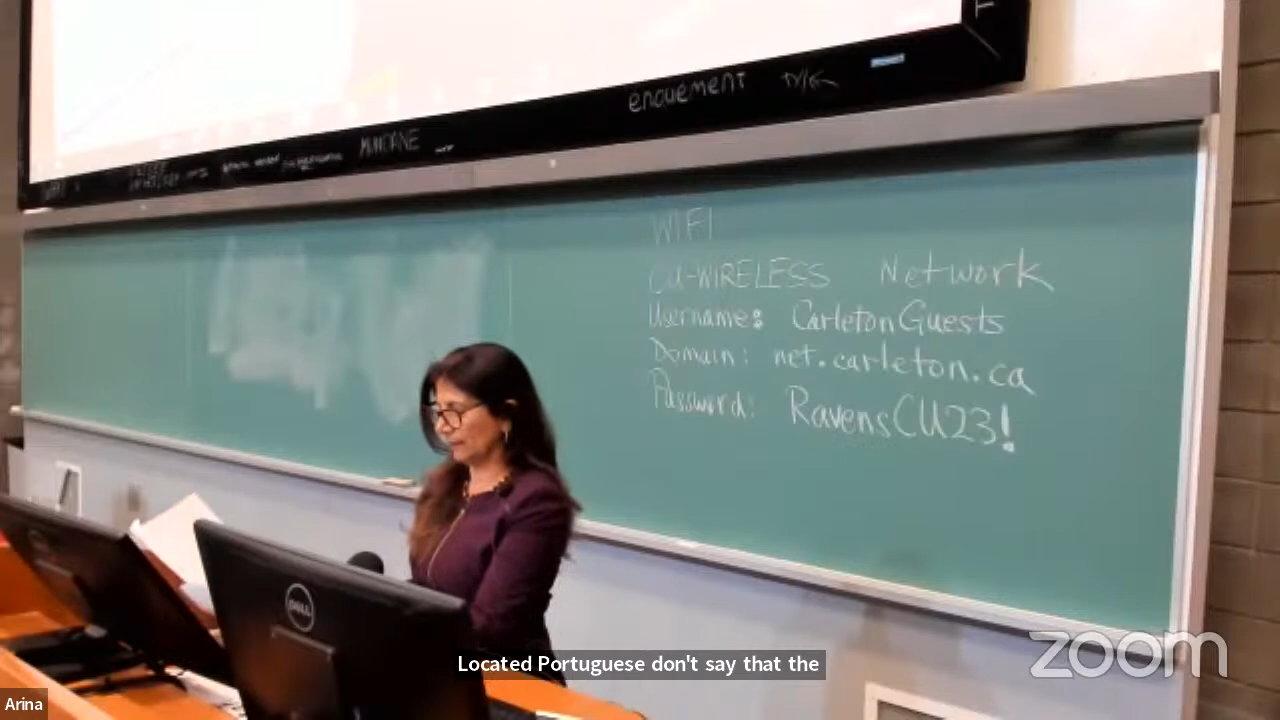 MUNDANE
enouement
WIFI
CU-WIRELESS Network
Username: CarletonGuests
Domain: net.carleton.ca
Password: RavensCU23!
DELL
Located Portuguese don't say that the
zoom
Arina